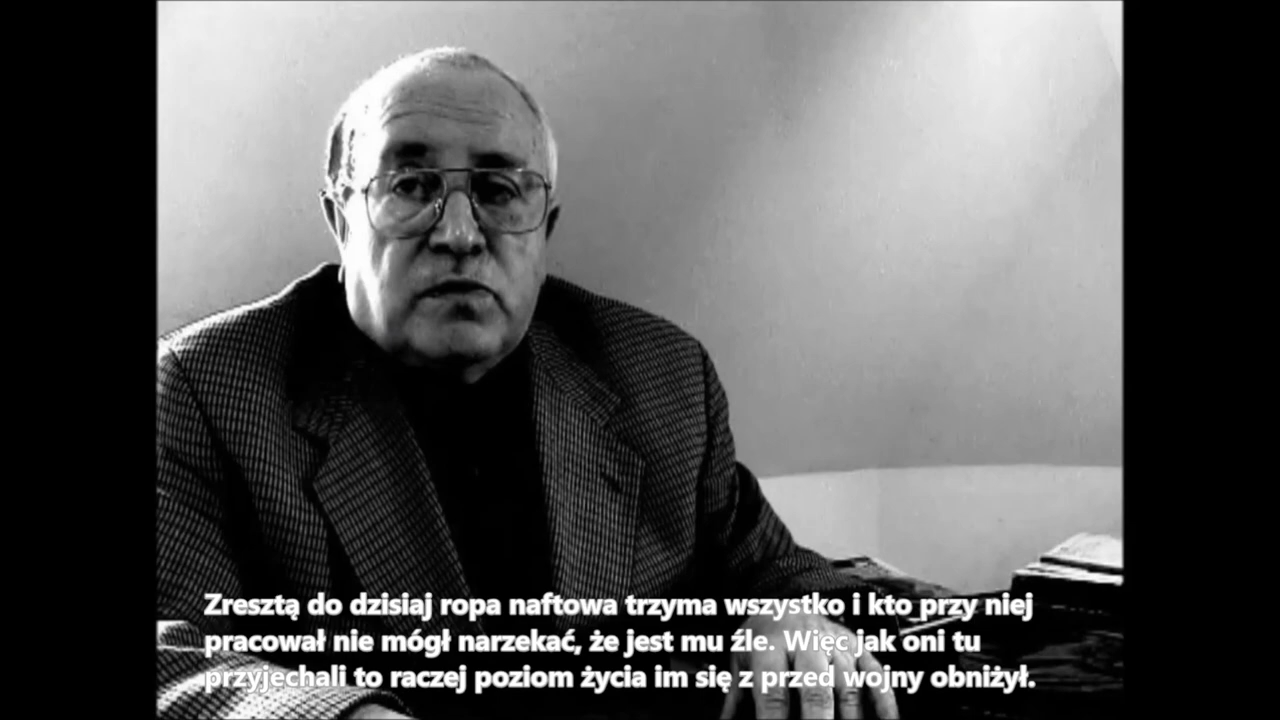 Zresztą do dzisiaj ropa naftowa trzyma wszystko i kto przy niej
pracował nie mógł narzekać, że jest mu źle. Więc jak oni tu
przyjechali to raczej poziom życia im się z przed wojny obniżył.